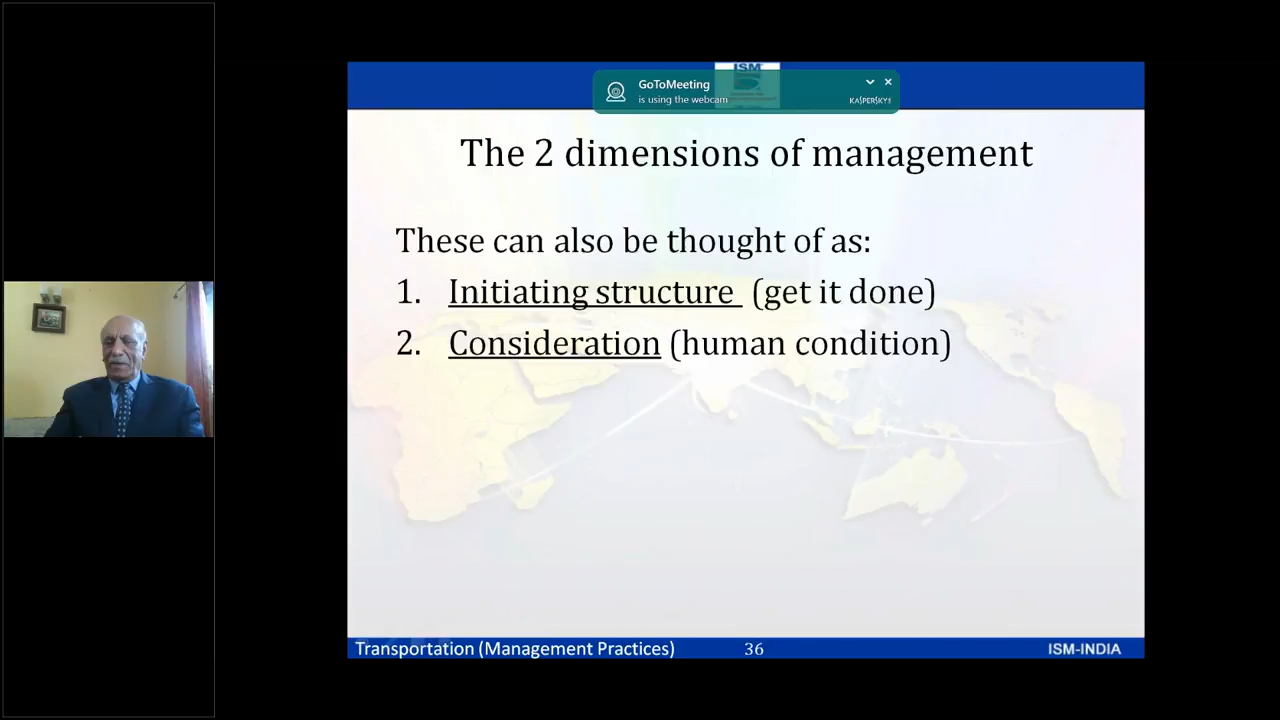 ISM
GoToMeeting
is using the webcam
KASPERSKY
The 2 dimensions of management
These can also be thought of as:
1. Initiating structure (get it done)
2. Consideration (human condition)
Transportation (Management Practices) 36 ISM-INDIA